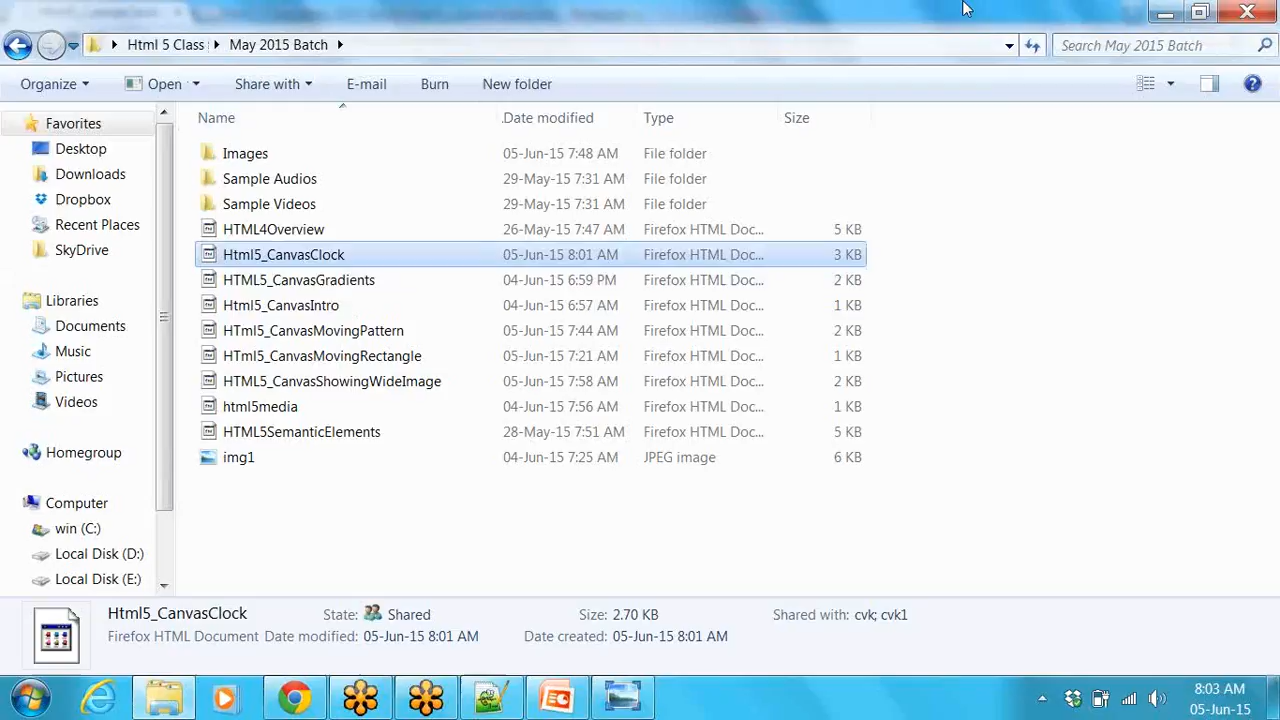 Html 5 Class May 2015 Batch
Search May 2015 Batch
Organize Open Share with E-mail Burn New folder
Name Date modified Type Size
Favorites
Desktop
Downloads
Dropbox
Recent Places
SkyDrive
Libraries
Documents
Music
Pictures
Videos
Homegroup
Computer
win (C:)
Local Disk (D:)
Local Disk (E:)
Images 05-Jun-15 7:48 AM File folder
Sample Audios 29-May-15 7:31 AM File folder
Sample Videos 29-May-15 7:31 AM File folder
HTML4Overview 26-May-15 7:47 AM Firefox HTML Doc... 5 KB
Html5_CanvasClock 05-Jun-15 8:01 AM Firefox HTML Doc... 3 KB
HTML5_CanvasGradients 04-Jun-15 6:59 PM Firefox HTML Doc... 2 KB
Html5_CanvasIntro 04-Jun-15 6:57 AM Firefox HTML Doc... 1 KB
HTml5_CanvasMovingPattern 05-Jun-15 7:44 AM Firefox HTML Doc... 2 KB
HTml5_CanvasMovingRectangle 05-Jun-15 7:21 AM Firefox HTML Doc... 1 KB
HTML5_CanvasShowingWideImage 05-Jun-15 7:58 AM Firefox HTML Doc... 2 KB
html5media 04-Jun-15 7:56 AM Firefox HTML Doc... 1 KB
HTML5SemanticElements 28-May-15 7:51 AM Firefox HTML Doc... 5 KB
img1 04-Jun-15 7:25 AM JPEG image 6 KB
Html5_CanvasClock State: Shared Size: 2.70 KB Shared with: cvk; cvk1
Firefox HTML Document Date modified: 05-Jun-15 8:01 AM Date created: 05-Jun-15 8:01 AM
8:03 AM
05-Jun-15